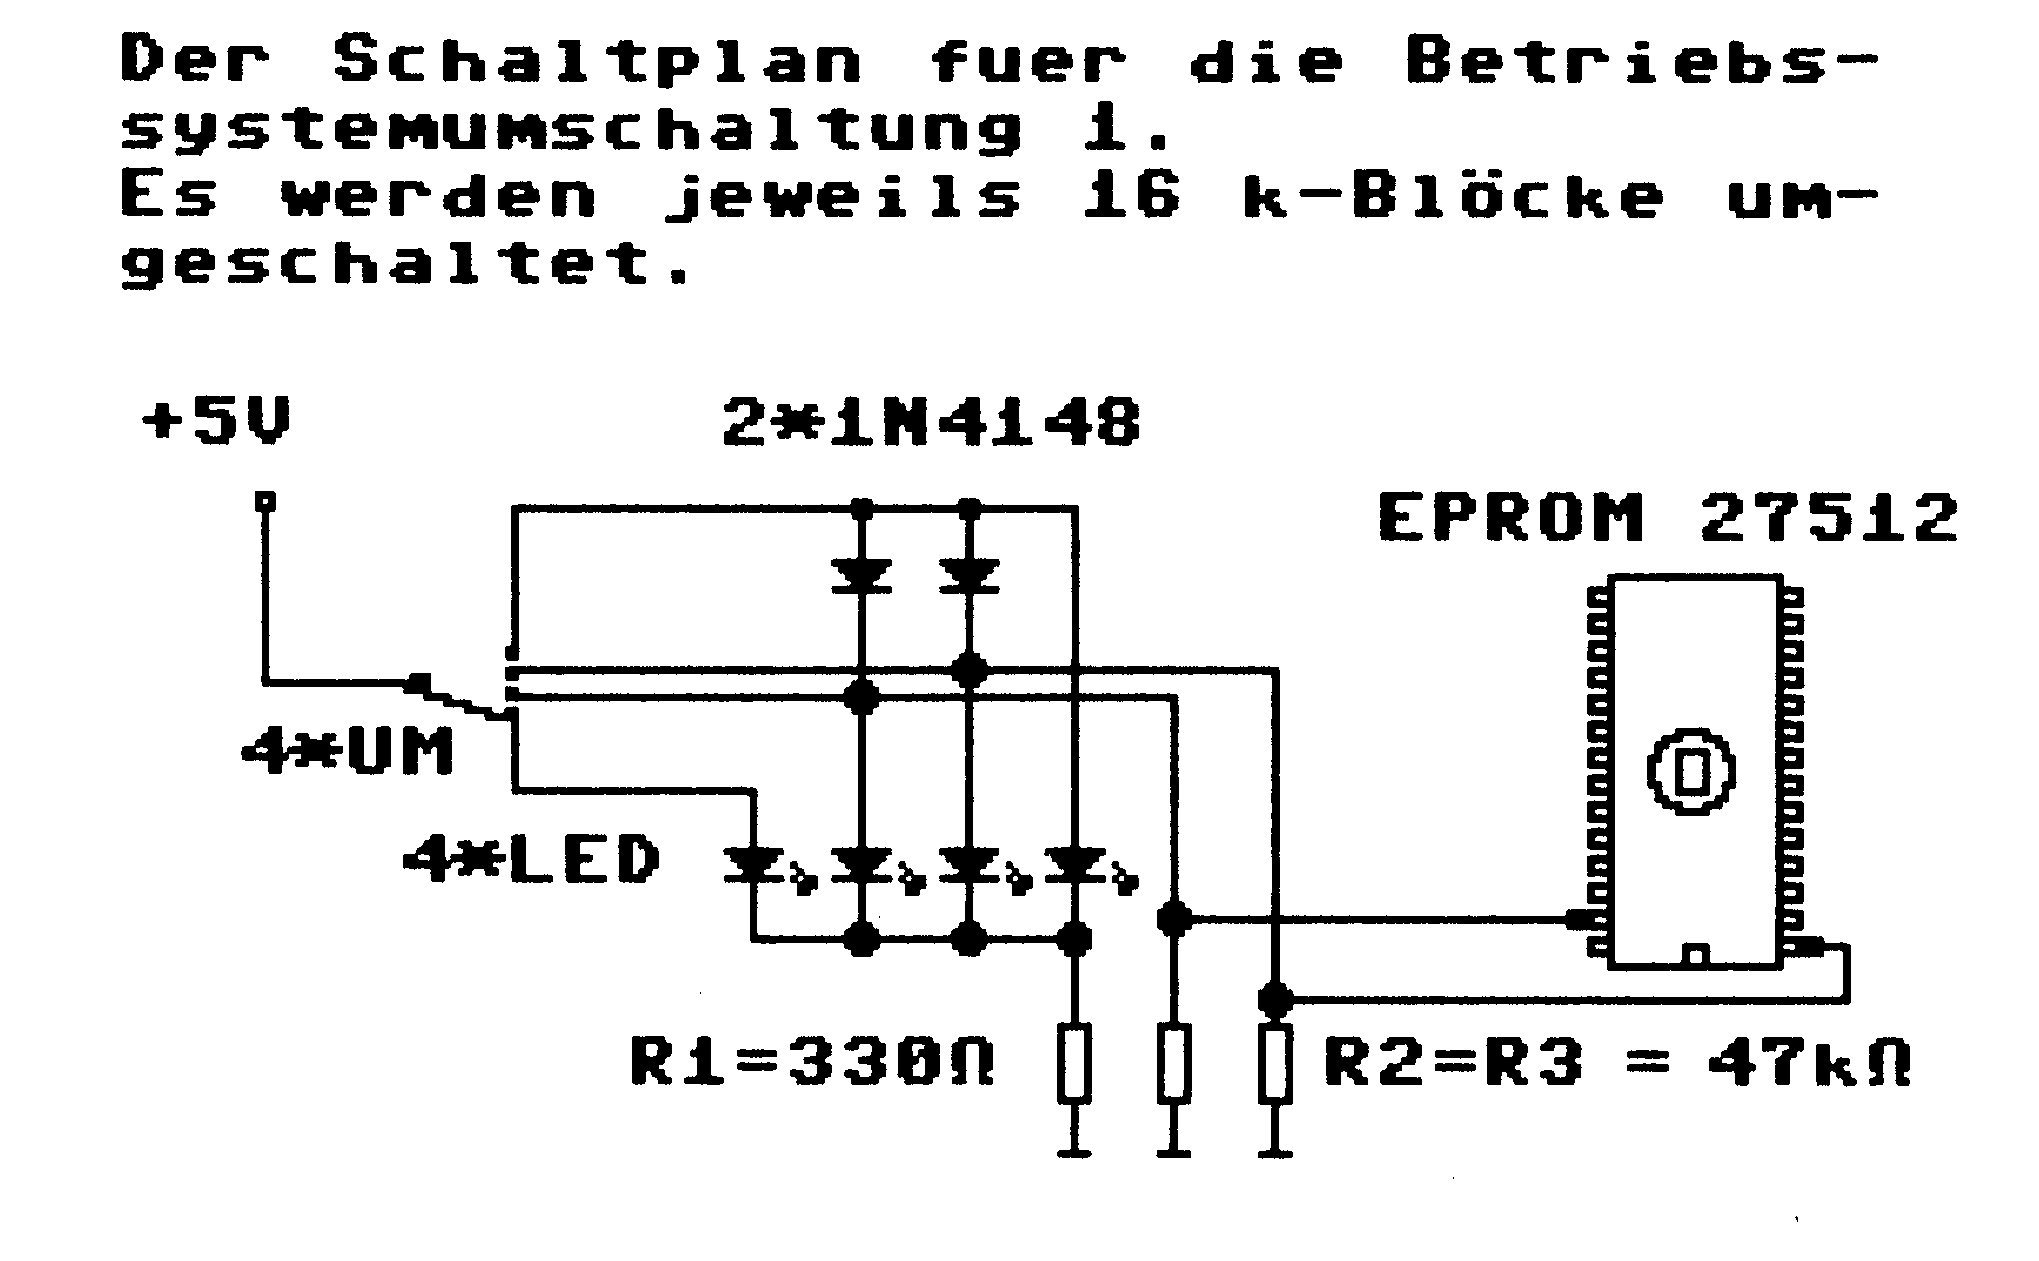 Der Schaltplan fuer die Betriebs-
systemumschaltung 1.
Es werden jeweils 16 k-Blöcke um-
geschaltet.
+5V
2*1N4148
EPROM 27512
4*UM
4*LED
R1=330Ω
R2=R3 = 47kΩ